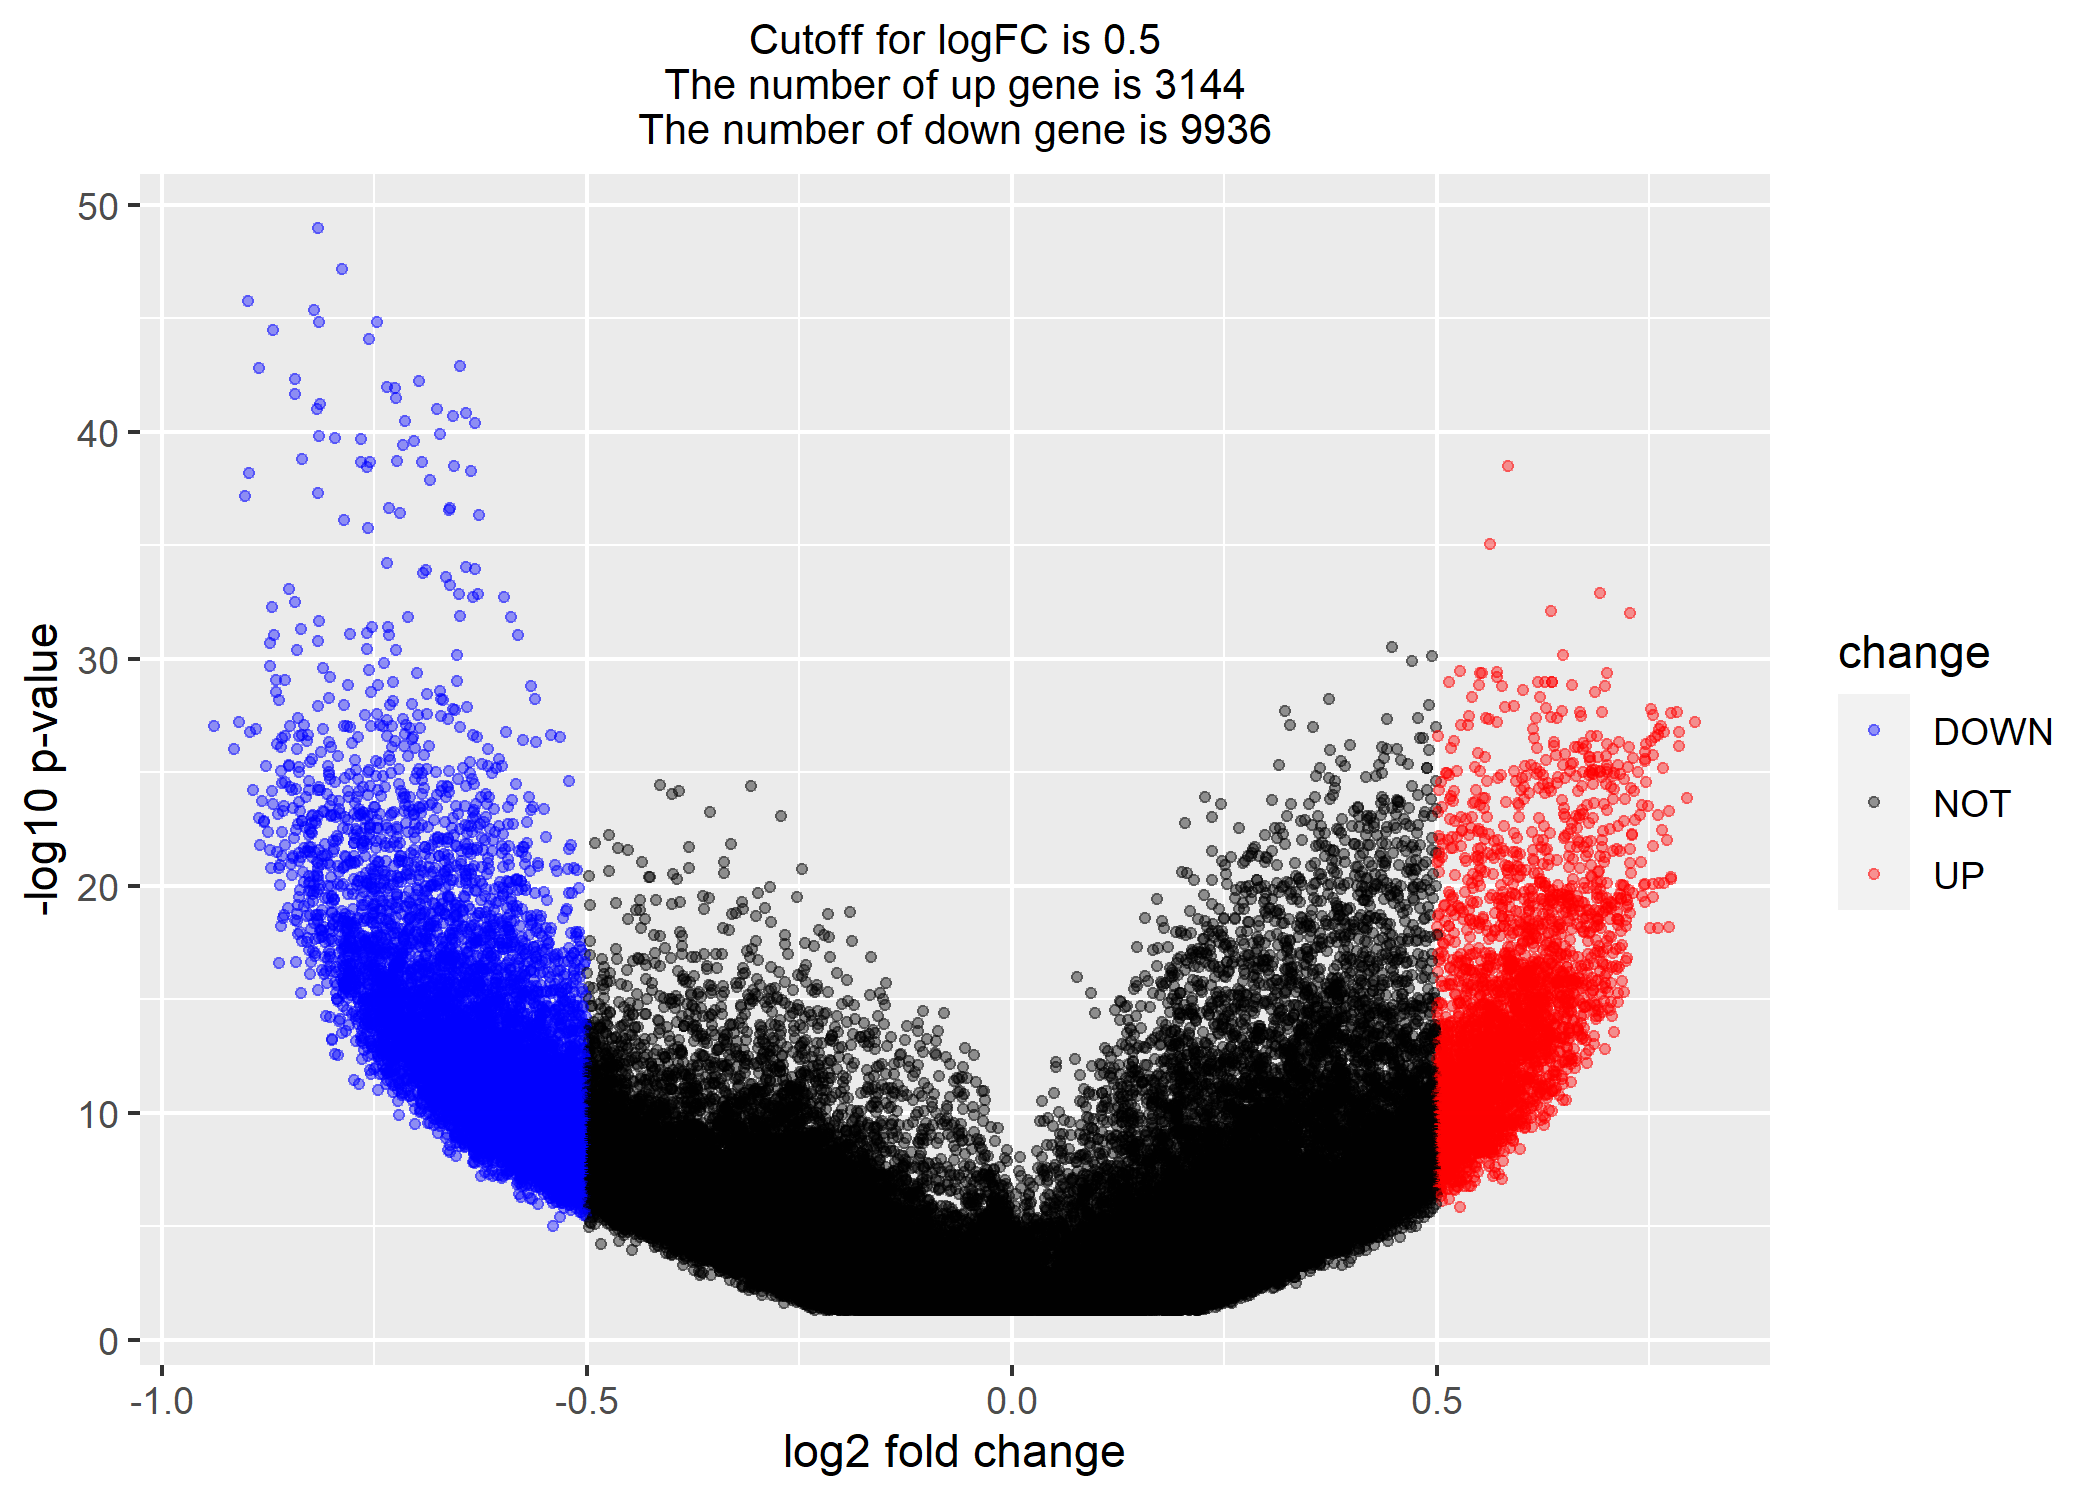 Cutoff for logFC is 0.5
The number of up gene is 3144
The number of down gene is 9936
50
40
30
20
10
0
-log10 p-value
-1.0
-0.5
0.0
0.5
log2 fold change
change
DOWN
NOT
UP